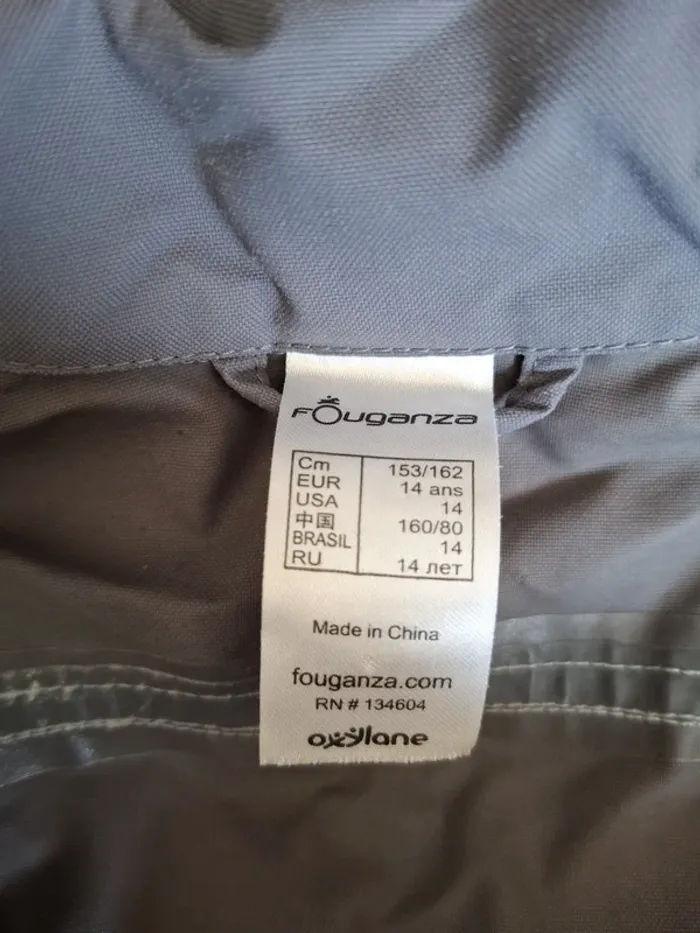 FOuganza
Cm 153/162
EUR 14 ans
USA 14
中国 160/80
BRASIL 14
RU 14 лет
Made in China
fouganza.com
RN # 134604
oxylane